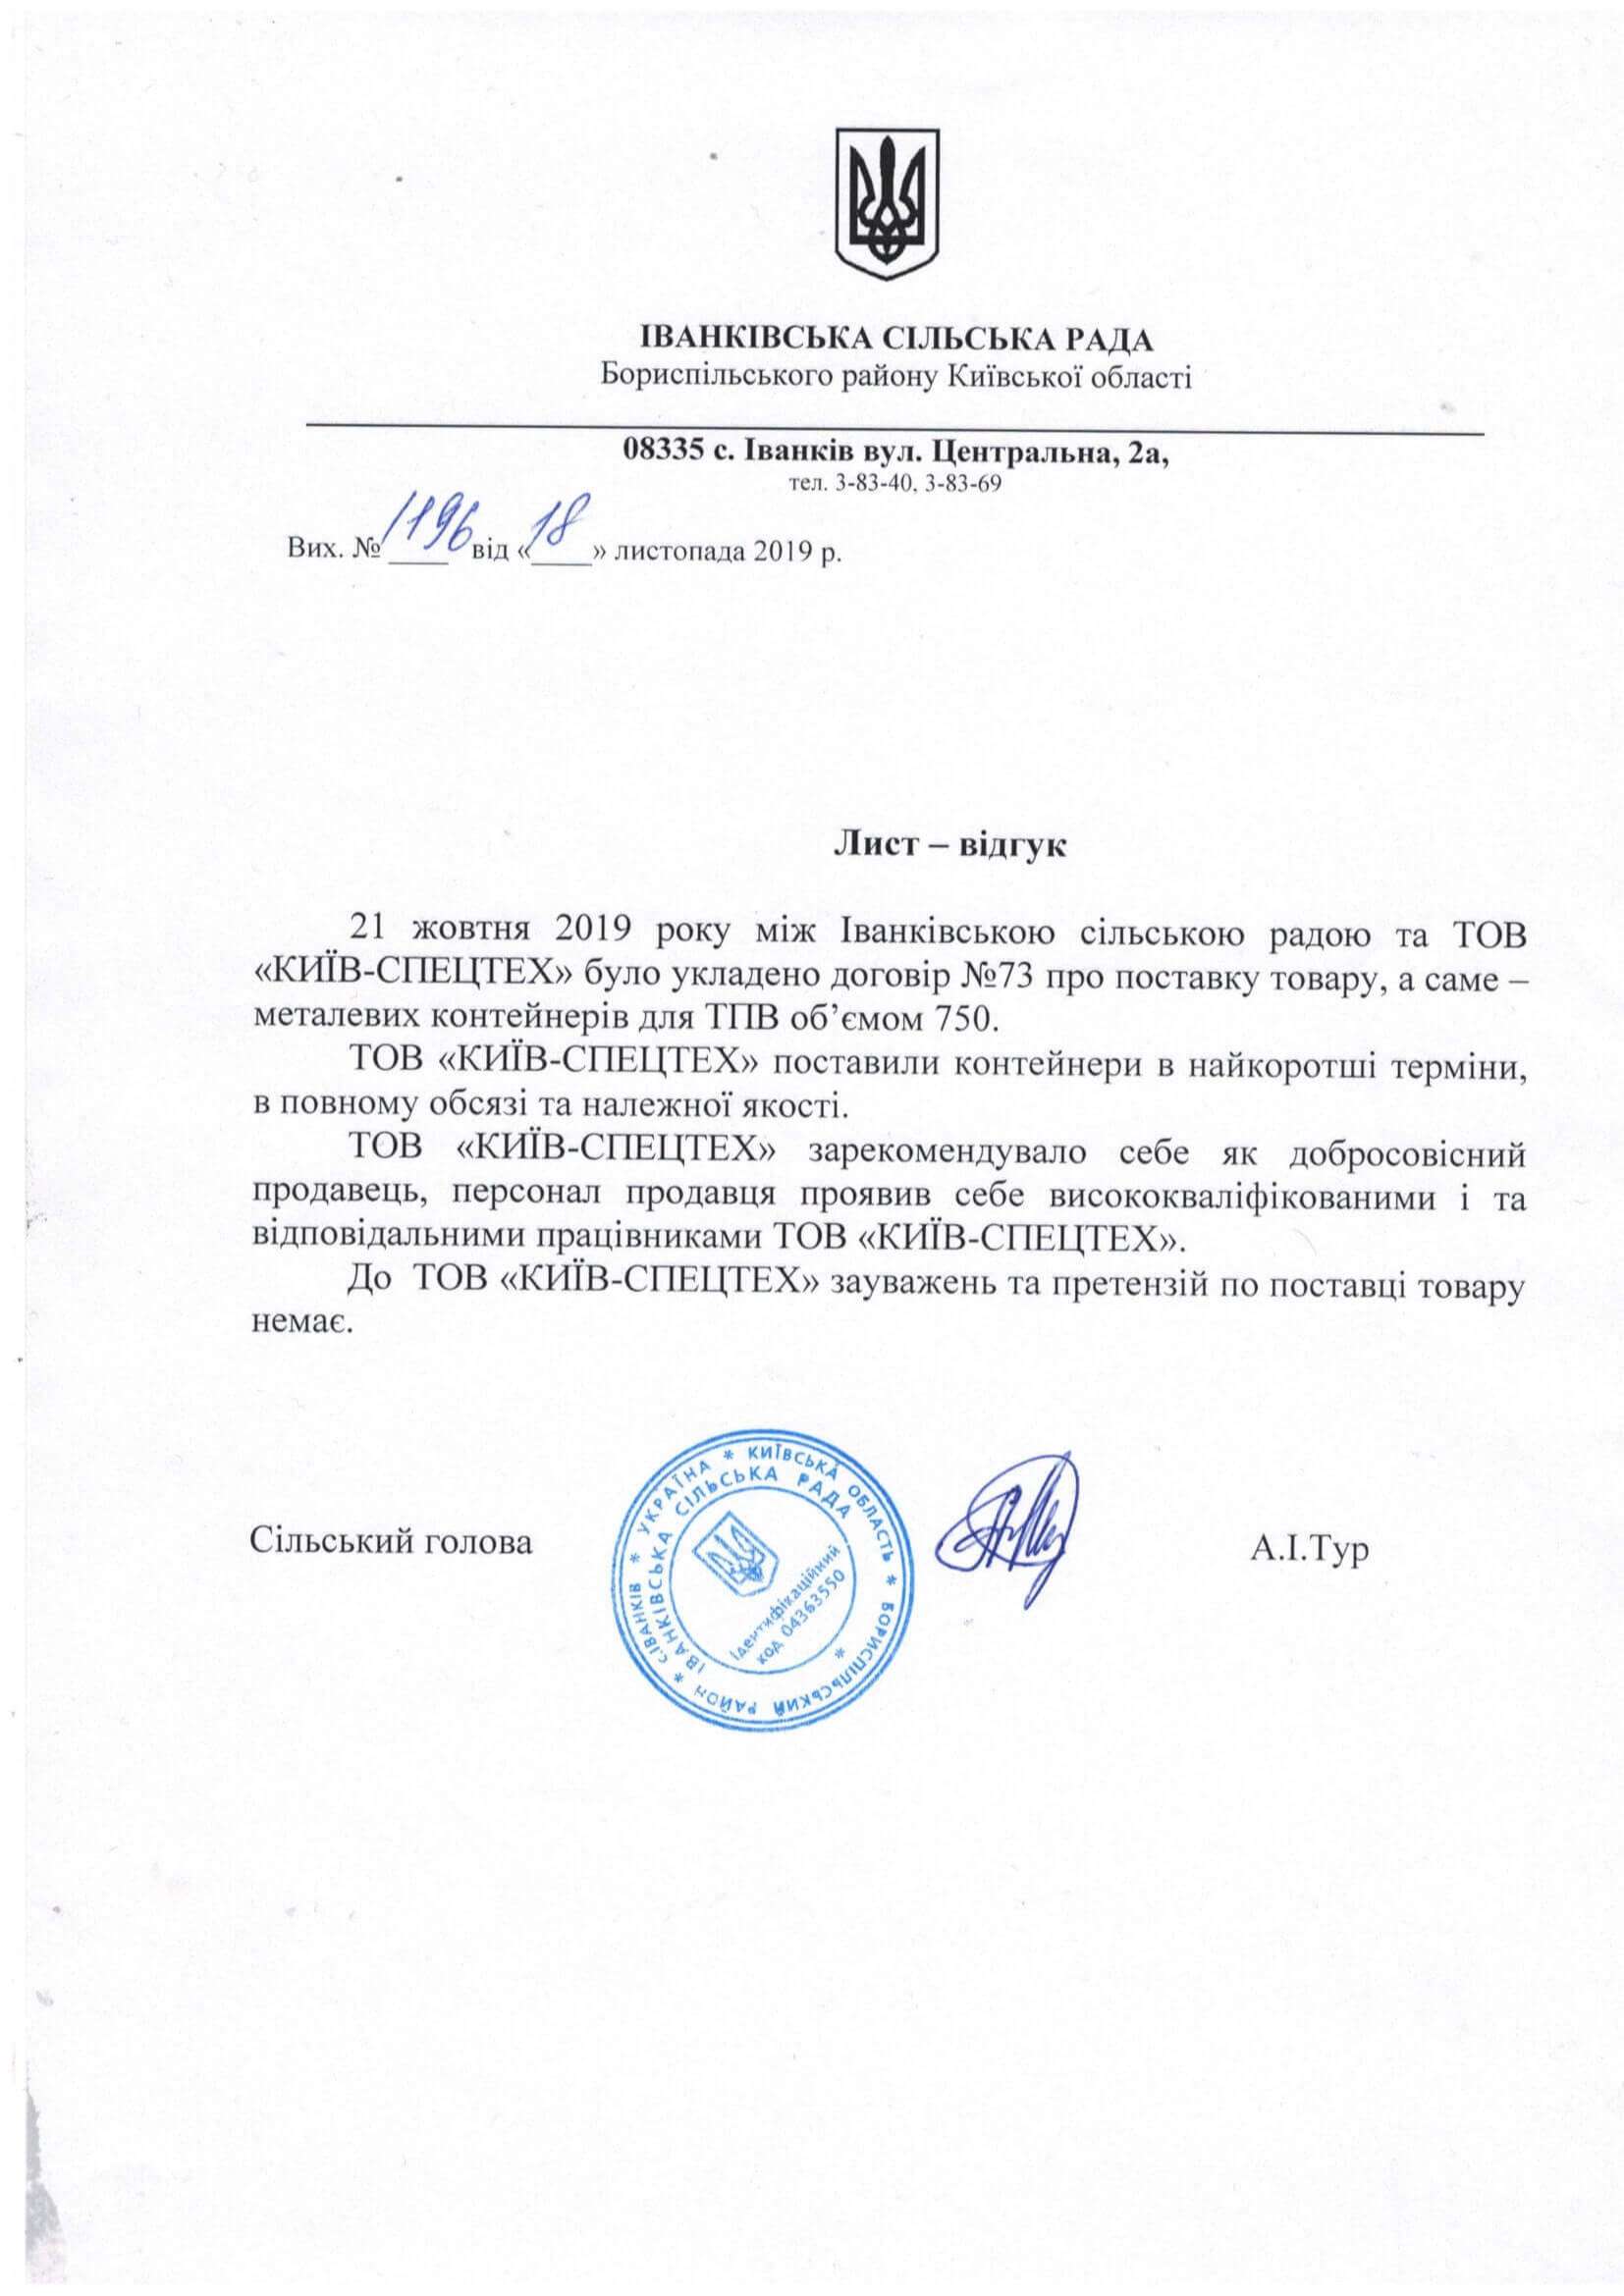 ІВАНКІВСЬКА СІЛЬСЬКА РАДА
Бориспільського району Київської області
08335 с. Іванків вул. Центральна, 2а,
тел. 3-83-40, 3-83-69
Вих. № 1196 від «18» листопада 2019 р.
Лист – відгук
21 жовтня 2019 року між Іванківською сільською радою та ТОВ
«КИЇВ-СПЕЦТЕХ» було укладено договір №73 про поставку товару, а саме –
металевих контейнерів для ТПВ об’ємом 750.
ТОВ «КИЇВ-СПЕЦТЕХ» поставили контейнери в найкоротші терміни,
в повному обсязі та належної якості.
ТОВ «КИЇВ-СПЕЦТЕХ» зарекомендувало себе як добросовісний
продавець, персонал продавця проявив себе висококваліфікованими і та
відповідальними працівниками ТОВ «КИЇВ-СПЕЦТЕХ».
До ТОВ «КИЇВ-СПЕЦТЕХ» зауважень та претензій по поставці товару
немає.
Сільський голова
А.І.Тур
* УКРАЇНА * КИЇВСЬКА ОБЛАСТЬ * БОРИСПІЛЬСЬКИЙ РАЙОН * с.ІВАНКІВ
ІВАНКІВСЬКА СІЛЬСЬКА РАДА *
Ідентифікаційний
код 04363550